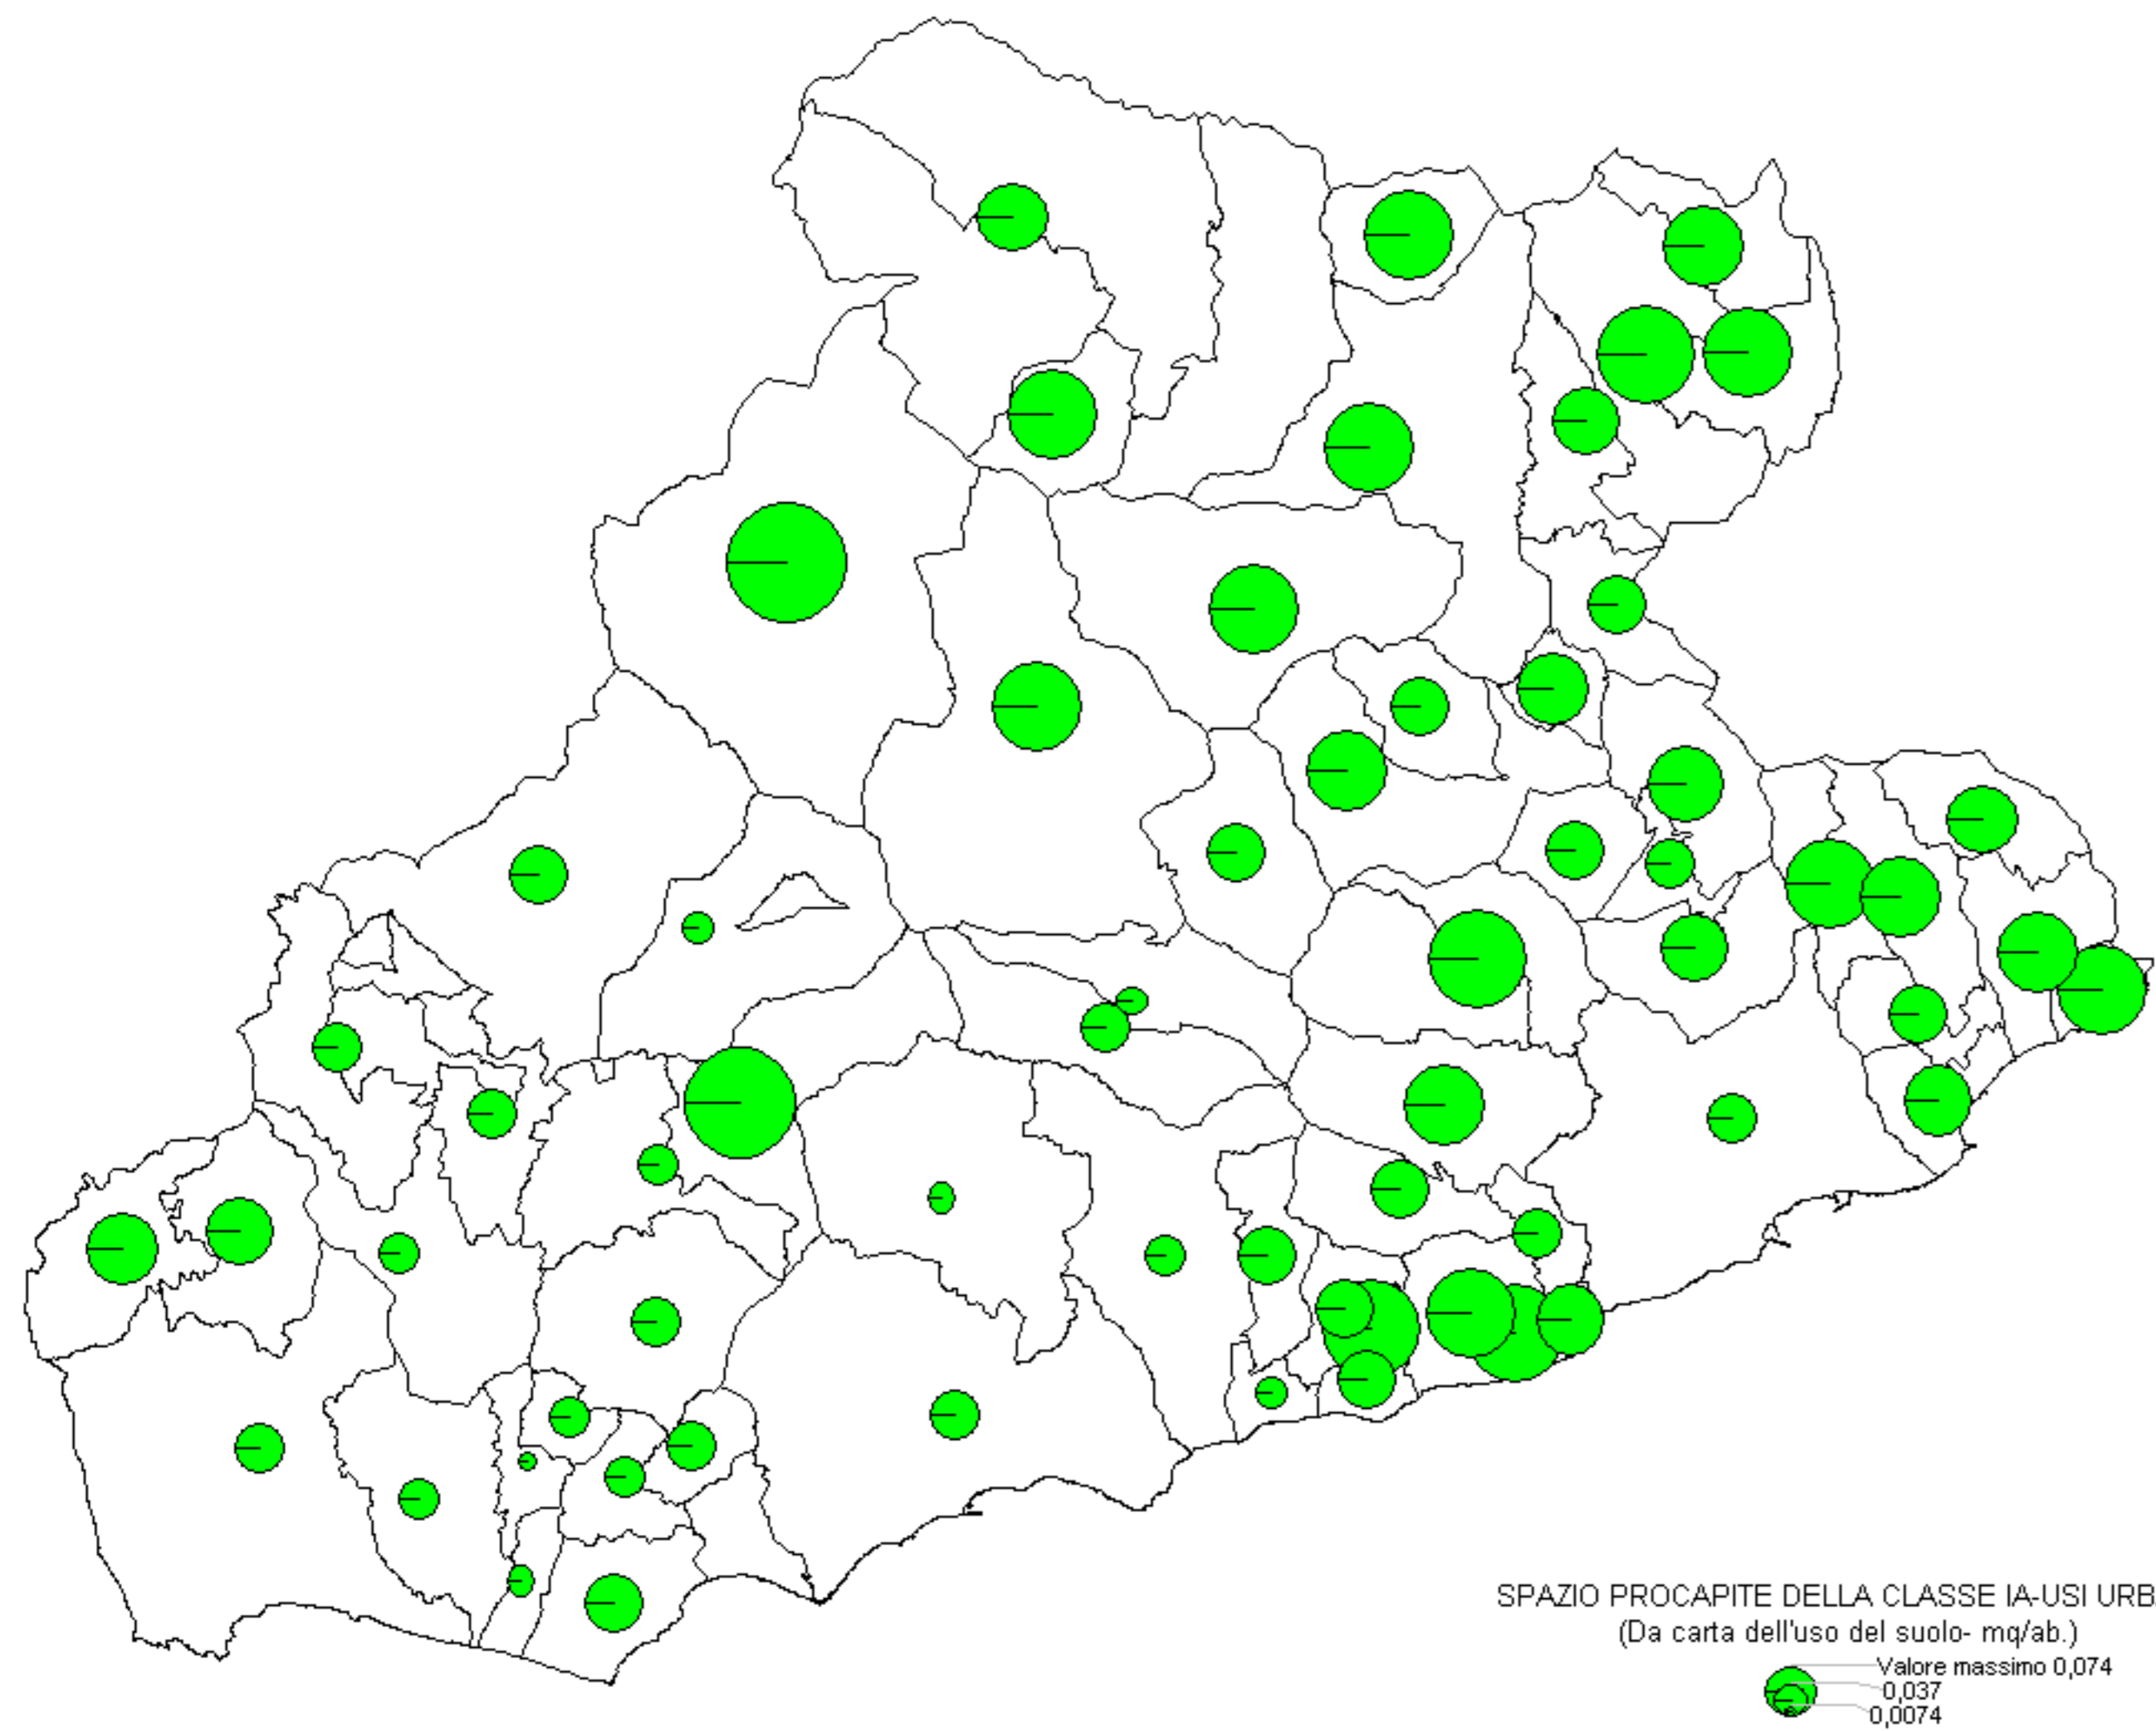 SPAZIO PROCAPITE DELLA CLASSE IA-USI URB
(Da carta dell'uso del suolo- mq/ab.)
Valore massimo 0,074
0,037
0,0074